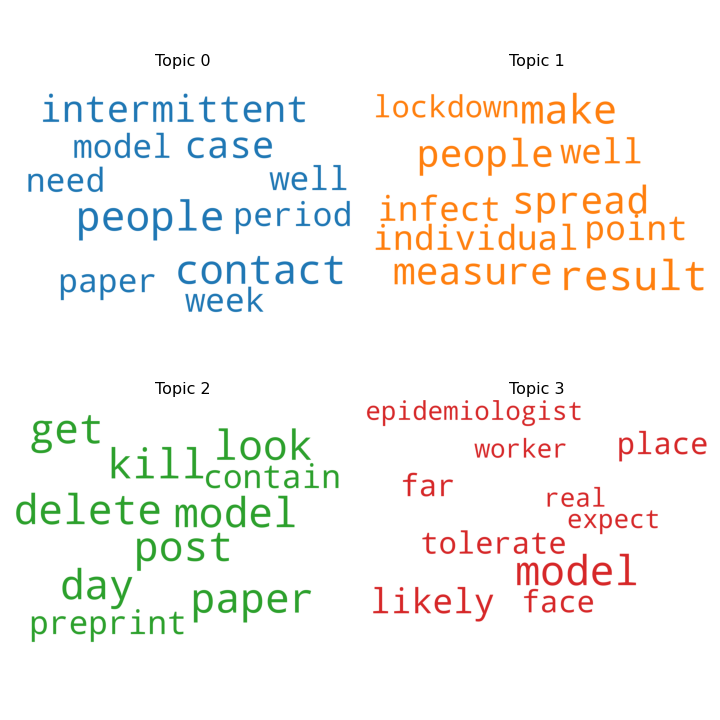 Topic 0
intermittent
model case
need well
people period
contact
paper
week
Topic 1
lockdown make
people well
infect spread
individual point
measure result
Topic 2
get look
kill contain
delete model
post
day paper
preprint
Topic 3
epidemiologist
worker place
far real
expect
tolerate
model
likely face